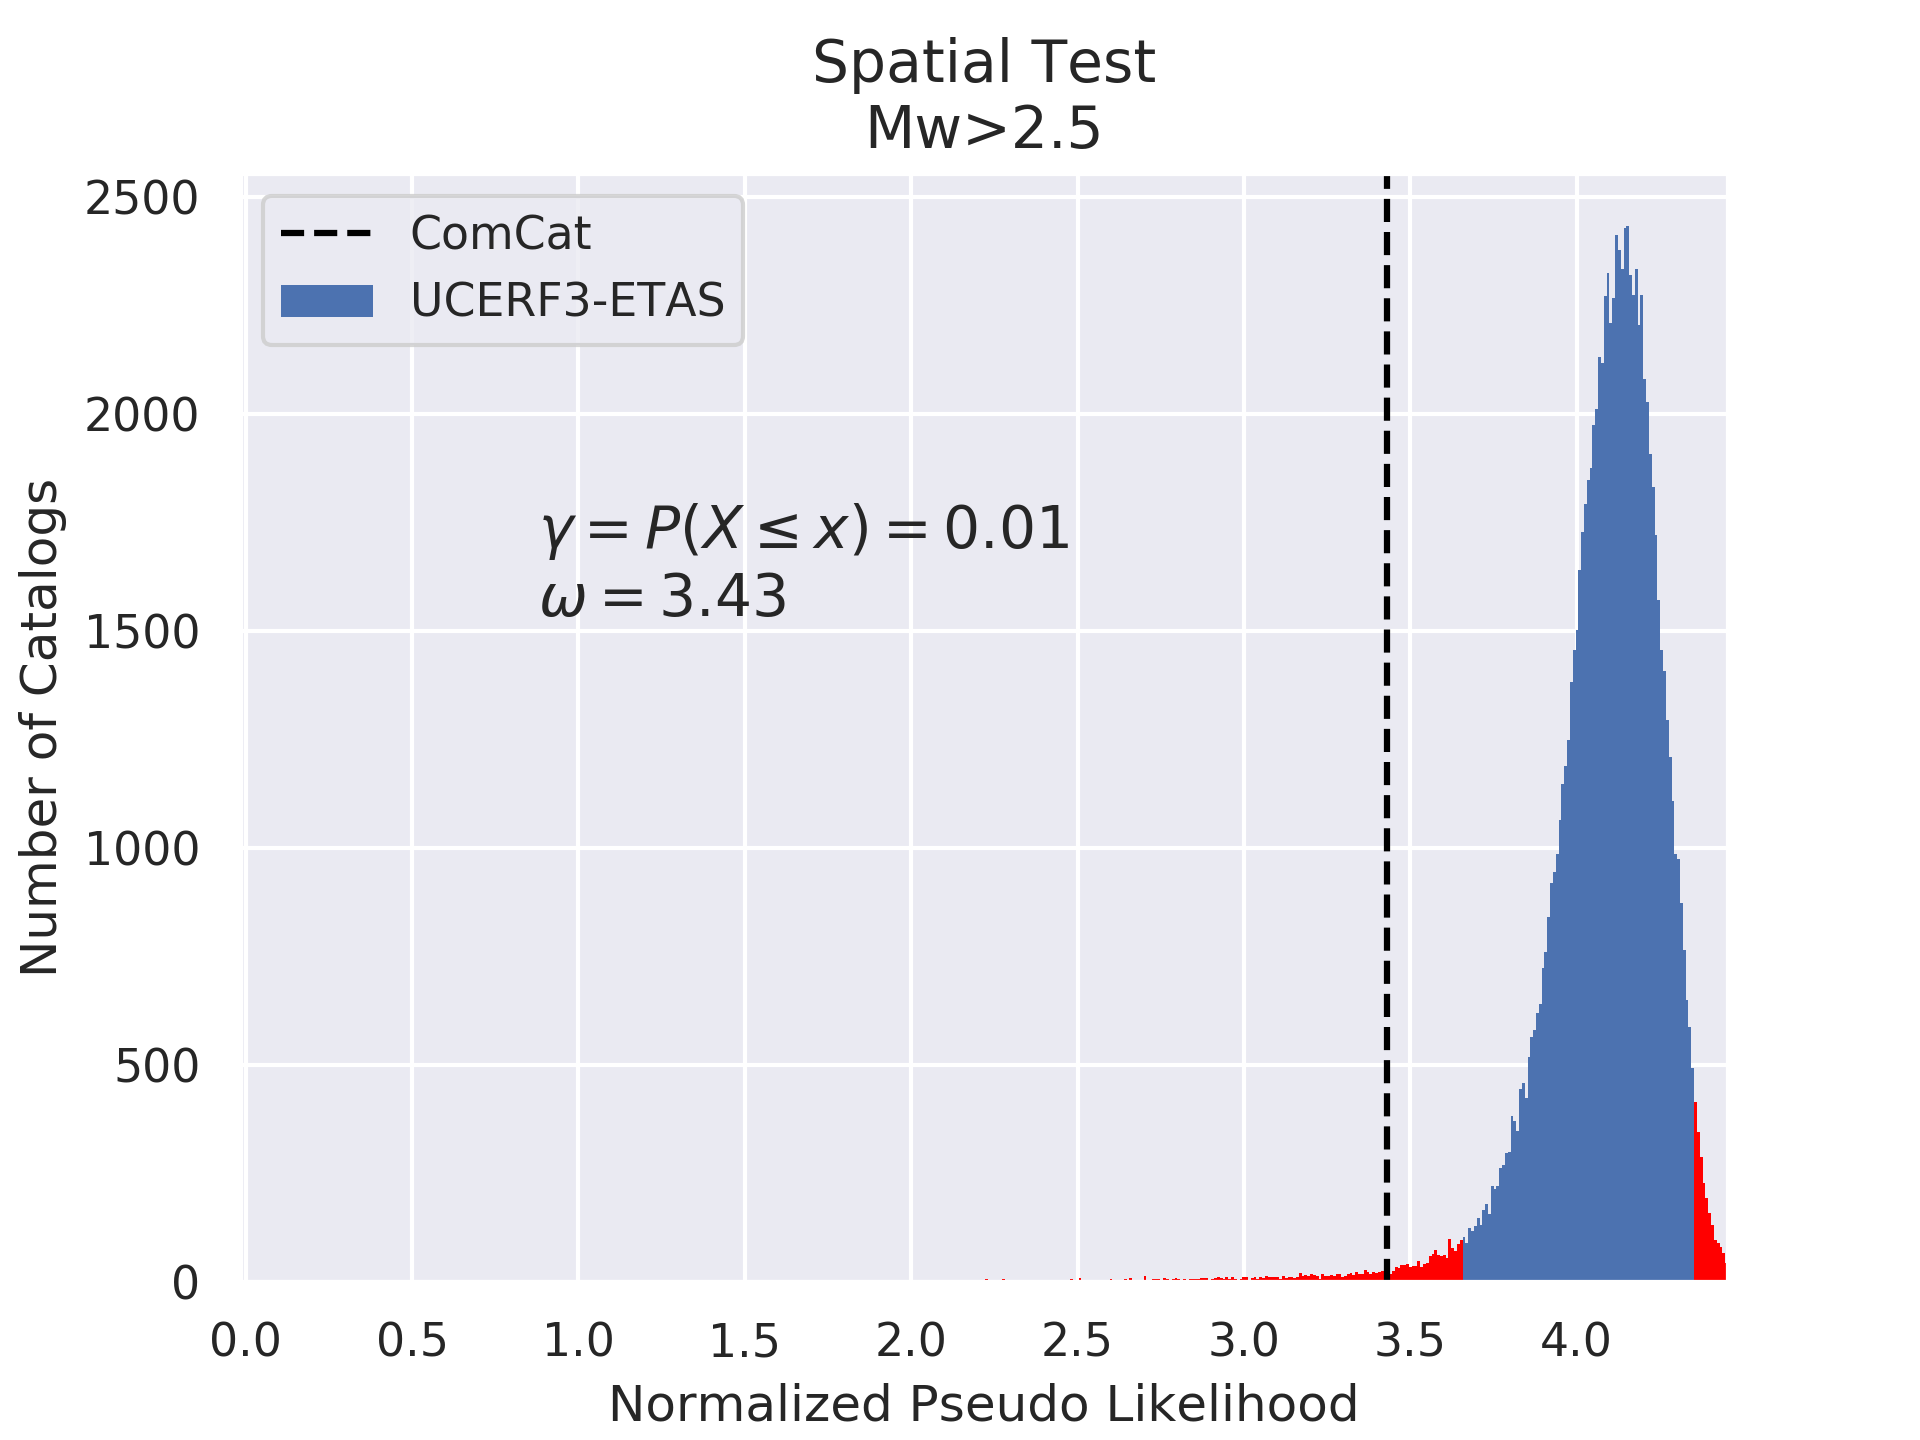 Spatial Test
Mw>2.5
2500
2000
1500
1000
500
0
Number of Catalogs
ComCat
UCERF3-ETAS
γ = P(X ≤ x) = 0.01
ω = 3.43
0.0 0.5 1.0 1.5 2.0 2.5 3.0 3.5 4.0
Normalized Pseudo Likelihood